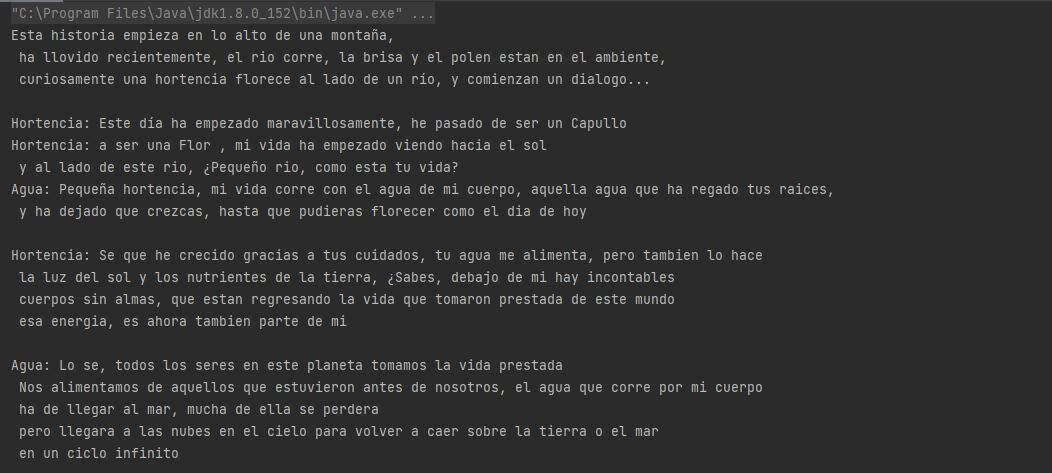 "C:\Program Files\Java\jdk1.8.0_152\bin\java.exe" ...
Esta historia empieza en lo alto de una montaña,
ha llovido recientemente, el rio corre, la brisa y el polen estan en el ambiente,
curiosamente una hortencia florece al lado de un río, y comienzan un dialogo...

Hortencia: Este día ha empezado maravillosamente, he pasado de ser un Capullo
Hortencia: a ser una Flor , mi vida ha empezado viendo hacia el sol
y al lado de este rio, ¿Pequeño rio, como esta tu vida?
Agua: Pequeña hortencia, mi vida corre con el agua de mi cuerpo, aquella agua que ha regado tus raices,
y ha dejado que crezcas, hasta que pudieras florecer como el dia de hoy

Hortencia: Se que he crecido gracias a tus cuidados, tu agua me alimenta, pero tambien lo hace
la luz del sol y los nutrientes de la tierra, ¿Sabes, debajo de mi hay incontables
cuerpos sin almas, que estan regresando la vida que tomaron prestada de este mundo
esa energia, es ahora tambien parte de mi

Agua: Lo se, todos los seres en este planeta tomamos la vida prestada
Nos alimentamos de aquellos que estuvieron antes de nosotros, el agua que corre por mi cuerpo
ha de llegar al mar, mucha de ella se perdera
pero llegara a las nubes en el cielo para volver a caer sobre la tierra o el mar
en un ciclo infinito